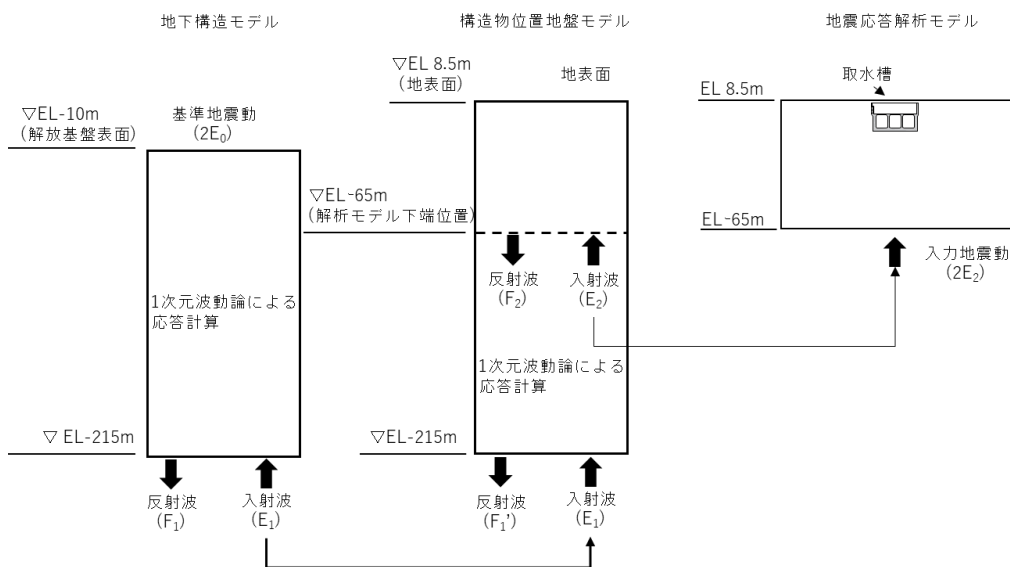 地下構造モデル
▽EL-10m
(解放基盤表面)
基準地震動
(2E₀)
1次元波動論による
応答計算
▽ EL-215m
反射波
(F₁)
入射波
(E₁)
構造物位置地盤モデル
▽EL 8.5m
(地表面)
地表面
▽EL-65m
(解析モデル下端位置)
反射波
(F₂)
入射波
(E₂)
1次元波動論による
応答計算
▽EL-215m
反射波
(F₁')
入射波
(E₁)
地震応答解析モデル
取水槽
EL 8.5m
EL-65m
入力地震動
(2E₂)